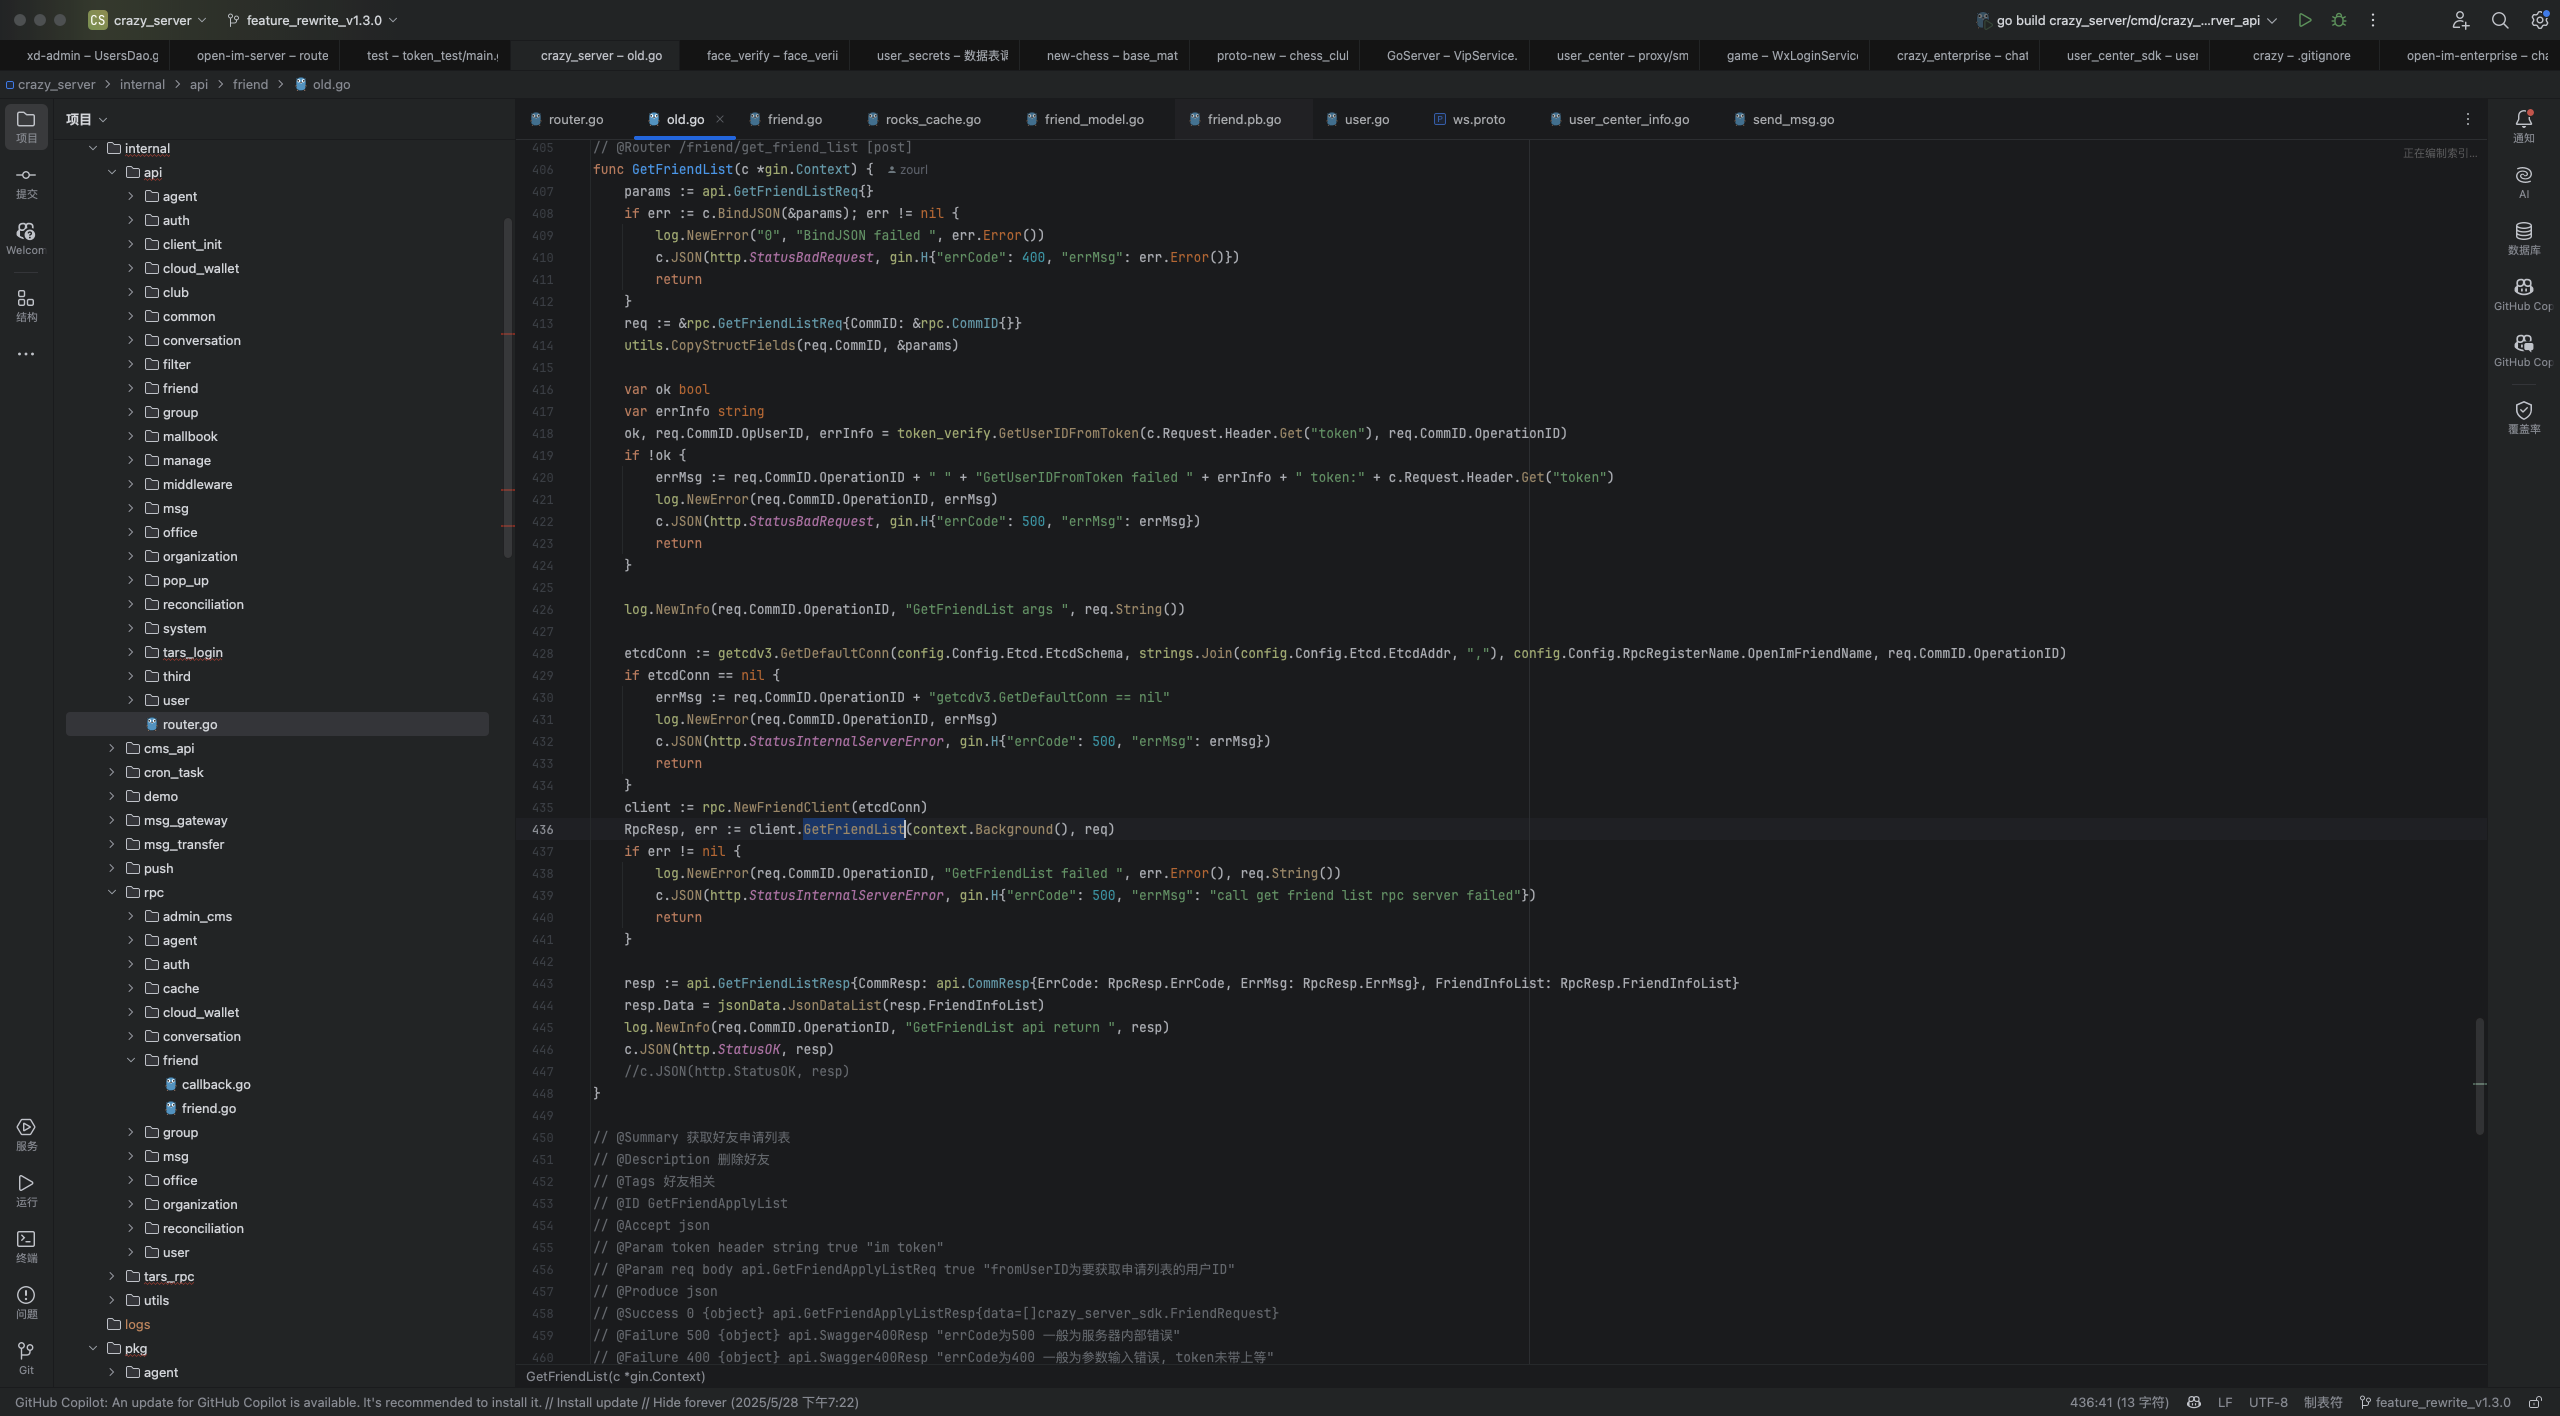 CS crazy_server feature_rewrite_v1.3.0 go build crazy_server/cmd/crazy_...rver_api
xd-admin – UsersDao.g open-im-server – route test – token_test/main. crazy_server – old.go face_verify – face_verii user_secrets – 数据表说 new-chess – base_mat proto-new – chess_clul GoServer – VipService. user_center – proxy/sm game – WxLoginServic crazy_enterprise – chat user_center_sdk – user crazy – .gitignore open-im-enterprise – cha
crazy_server internal api friend old.go
项目
router.go old.go friend.go rocks_cache.go friend_model.go friend.pb.go user.go ws.proto user_center_info.go send_msg.go
项目
提交
Welcom
结构
服务
运行
终端
问题
Git
internal
api
agent
auth
client_init
cloud_wallet
club
common
conversation
filter
friend
group
mallbook
manage
middleware
msg
office
organization
pop_up
reconciliation
system
tars_login
third
user
router.go
cms_api
cron_task
demo
msg_gateway
msg_transfer
push
rpc
admin_cms
agent
auth
cache
cloud_wallet
conversation
friend
callback.go
friend.go
group
msg
office
organization
reconciliation
user
tars_rpc
utils
logs
pkg
agent
正在编制索引...
405 // @Router /friend/get_friend_list [post]
406 func GetFriendList(c *gin.Context) { zourl
407 params := api.GetFriendListReq{}
408 if err := c.BindJSON(&params); err != nil {
409 log.NewError("0", "BindJSON failed ", err.Error())
410 c.JSON(http.StatusBadRequest, gin.H{"errCode": 400, "errMsg": err.Error()})
411 return
412 }
413 req := &rpc.GetFriendListReq{CommID: &rpc.CommID{}}
414 utils.CopyStructFields(req.CommID, &params)
415
416 var ok bool
417 var errInfo string
418 ok, req.CommID.OpUserID, errInfo = token_verify.GetUserIDFromToken(c.Request.Header.Get("token"), req.CommID.OperationID)
419 if !ok {
420 errMsg := req.CommID.OperationID + " " + "GetUserIDFromToken failed " + errInfo + " token:" + c.Request.Header.Get("token")
421 log.NewError(req.CommID.OperationID, errMsg)
422 c.JSON(http.StatusBadRequest, gin.H{"errCode": 500, "errMsg": errMsg})
423 return
424 }
425
426 log.NewInfo(req.CommID.OperationID, "GetFriendList args ", req.String())
427
428 etcdConn := getcdv3.GetDefaultConn(config.Config.Etcd.EtcdSchema, strings.Join(config.Config.Etcd.EtcdAddr, ","), config.Config.RpcRegisterName.OpenImFriendName, req.CommID.OperationID)
429 if etcdConn == nil {
430 errMsg := req.CommID.OperationID + "getcdv3.GetDefaultConn == nil"
431 log.NewError(req.CommID.OperationID, errMsg)
432 c.JSON(http.StatusInternalServerError, gin.H{"errCode": 500, "errMsg": errMsg})
433 return
434 }
435 client := rpc.NewFriendClient(etcdConn)
436 RpcResp, err := client.GetFriendList(context.Background(), req)
437 if err != nil {
438 log.NewError(req.CommID.OperationID, "GetFriendList failed ", err.Error(), req.String())
439 c.JSON(http.StatusInternalServerError, gin.H{"errCode": 500, "errMsg": "call get friend list rpc server failed"})
440 return
441 }
442
443 resp := api.GetFriendListResp{CommResp: api.CommResp{ErrCode: RpcResp.ErrCode, ErrMsg: RpcResp.ErrMsg}, FriendInfoList: RpcResp.FriendInfoList}
444 resp.Data = jsonData.JsonDataList(resp.FriendInfoList)
445 log.NewInfo(req.CommID.OperationID, "GetFriendList api return ", resp)
446 c.JSON(http.StatusOK, resp)
447 //c.JSON(http.StatusOK, resp)
448 }
449
450 // @Summary 获取好友申请列表
451 // @Description 删除好友
452 // @Tags 好友相关
453 // @ID GetFriendApplyList
454 // @Accept json
455 // @Param token header string true "im token"
456 // @Param req body api.GetFriendApplyListReq true "fromUserID为要获取申请列表的用户ID"
457 // @Produce json
458 // @Success 0 {object} api.GetFriendApplyListResp{data=[]crazy_server_sdk.FriendRequest}
459 // @Failure 500 {object} api.Swagger400Resp "errCode为500 一般为服务器内部错误"
460 // @Failure 400 {object} api.Swagger400Resp "errCode为400 一般为参数输入错误, token未带上等"
GetFriendList(c *gin.Context)
通知
AI
数据库
GitHub Cop
GitHub Cop
覆盖率
GitHub Copilot: An update for GitHub Copilot is available. It's recommended to install it. // Install update // Hide forever (2025/5/28 下午7:22) 436:41 (13 字符) LF UTF-8 制表符 feature_rewrite_v1.3.0